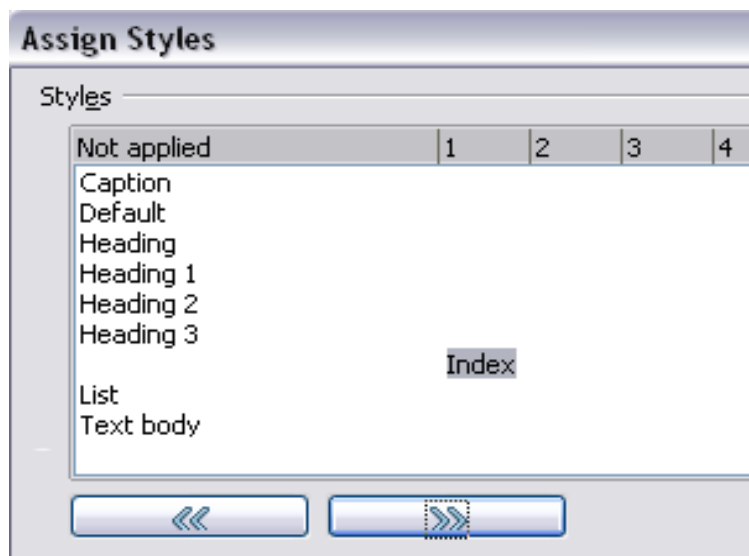 Assign Styles
Styles
Not applied 1 2 3 4
Caption
Default
Heading
Heading 1
Heading 2
Heading 3
Index
List
Text body